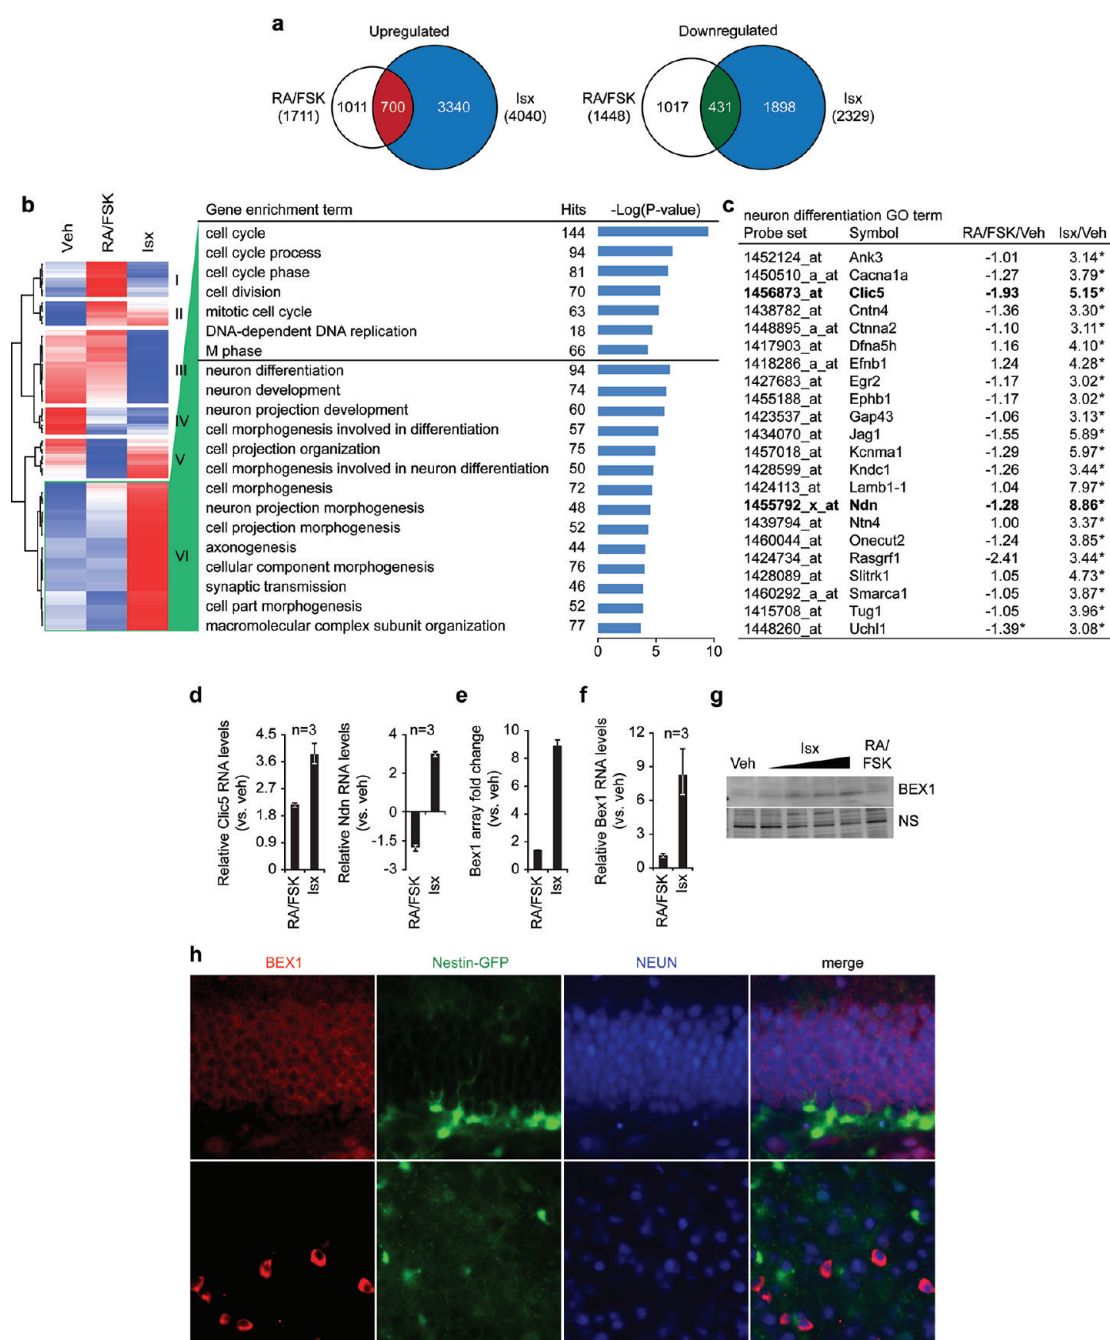 a
Upregulated
Downregulated
RA/FSK
(1711)
1011
700
3340
Isx
(4040)
RA/FSK
(1448)
1017
431
1898
Isx
(2329)
b
Veh
RA/FSK
Isx
I
II
III
IV
V
VI
Gene enrichment term Hits -Log(P-value)
cell cycle 144
cell cycle process 94
cell cycle phase 81
cell division 70
mitotic cell cycle 63
DNA-dependent DNA replication 18
M phase 66
neuron differentiation 94
neuron development 74
neuron projection development 60
cell morphogenesis involved in differentiation 57
cell projection organization 75
cell morphogenesis involved in neuron differentiation 50
cell morphogenesis 72
neuron projection morphogenesis 48
cell projection morphogenesis 52
axonogenesis 44
cellular component morphogenesis 76
synaptic transmission 46
cell part morphogenesis 52
macromolecular complex subunit organization 77
0 5 10
c
neuron differentiation GO term
Probe set Symbol RA/FSK/Veh Isx/Veh
1452124_at Ank3 -1.01 3.14*
1450510_a_at Cacna1a -1.27 3.79*
1456873_at Clic5 -1.93 5.15*
1438782_at Cntn4 -1.36 3.30*
1448895_a_at Ctnna2 -1.10 3.11*
1417903_at Dfna5h 1.16 4.10*
1418286_a_at Efnb1 1.24 4.28*
1427683_at Egr2 -1.17 3.02*
1455188_at Ephb1 -1.17 3.02*
1423537_at Gap43 -1.06 3.13*
1434070_at Jag1 -1.55 5.89*
1457018_at Kcnma1 -1.29 5.97*
1428599_at Kndc1 -1.26 3.44*
1424113_at Lamb1-1 1.04 7.97*
1455792_x_at Ndn -1.28 8.86*
1439794_at Ntn4 1.00 3.37*
1460044_at Onecut2 -1.24 3.85*
1424734_at Rasgrf1 -2.41 3.44*
1428089_at Slitrk1 1.05 4.73*
1460292_a_at Smarca1 -1.05 3.87*
1415708_at Tug1 -1.05 3.96*
1448260_at Uchl1 -1.39* 3.08*
d
Relative Clic5 RNA levels
(vs. veh)
4.5
3.6
2.7
1.8
0.9
0
n=3
RA/FSK
Isx
Relative Ndn RNA levels
(vs. veh)
4
3
1.5
0
-1.5
-3
n=3
RA/FSK
Isx
e
Bex1 array fold change
(vs. veh)
10
8
6
4
2
0
RA/FSK
Isx
f
Relative Bex1 RNA levels
(vs. veh)
12
9
6
3
0
n=3
RA/FSK
Isx
g
Veh
Isx
RA/
FSK
BEX1
NS
h
BEX1
Nestin-GFP
NEUN
merge